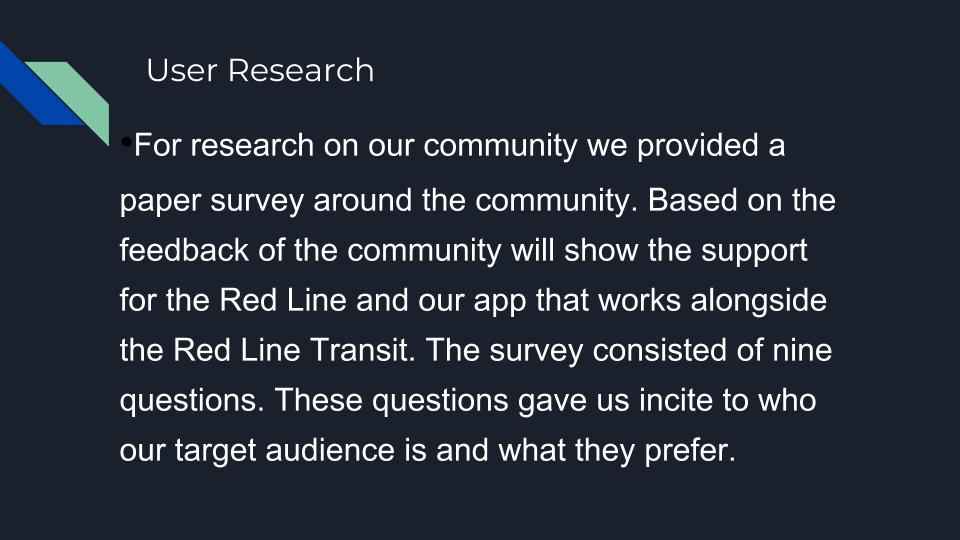 User Research
•For research on our community we provided a
paper survey around the community. Based on the
feedback of the community will show the support
for the Red Line and our app that works alongside
the Red Line Transit. The survey consisted of nine
questions. These questions gave us incite to who
our target audience is and what they prefer.